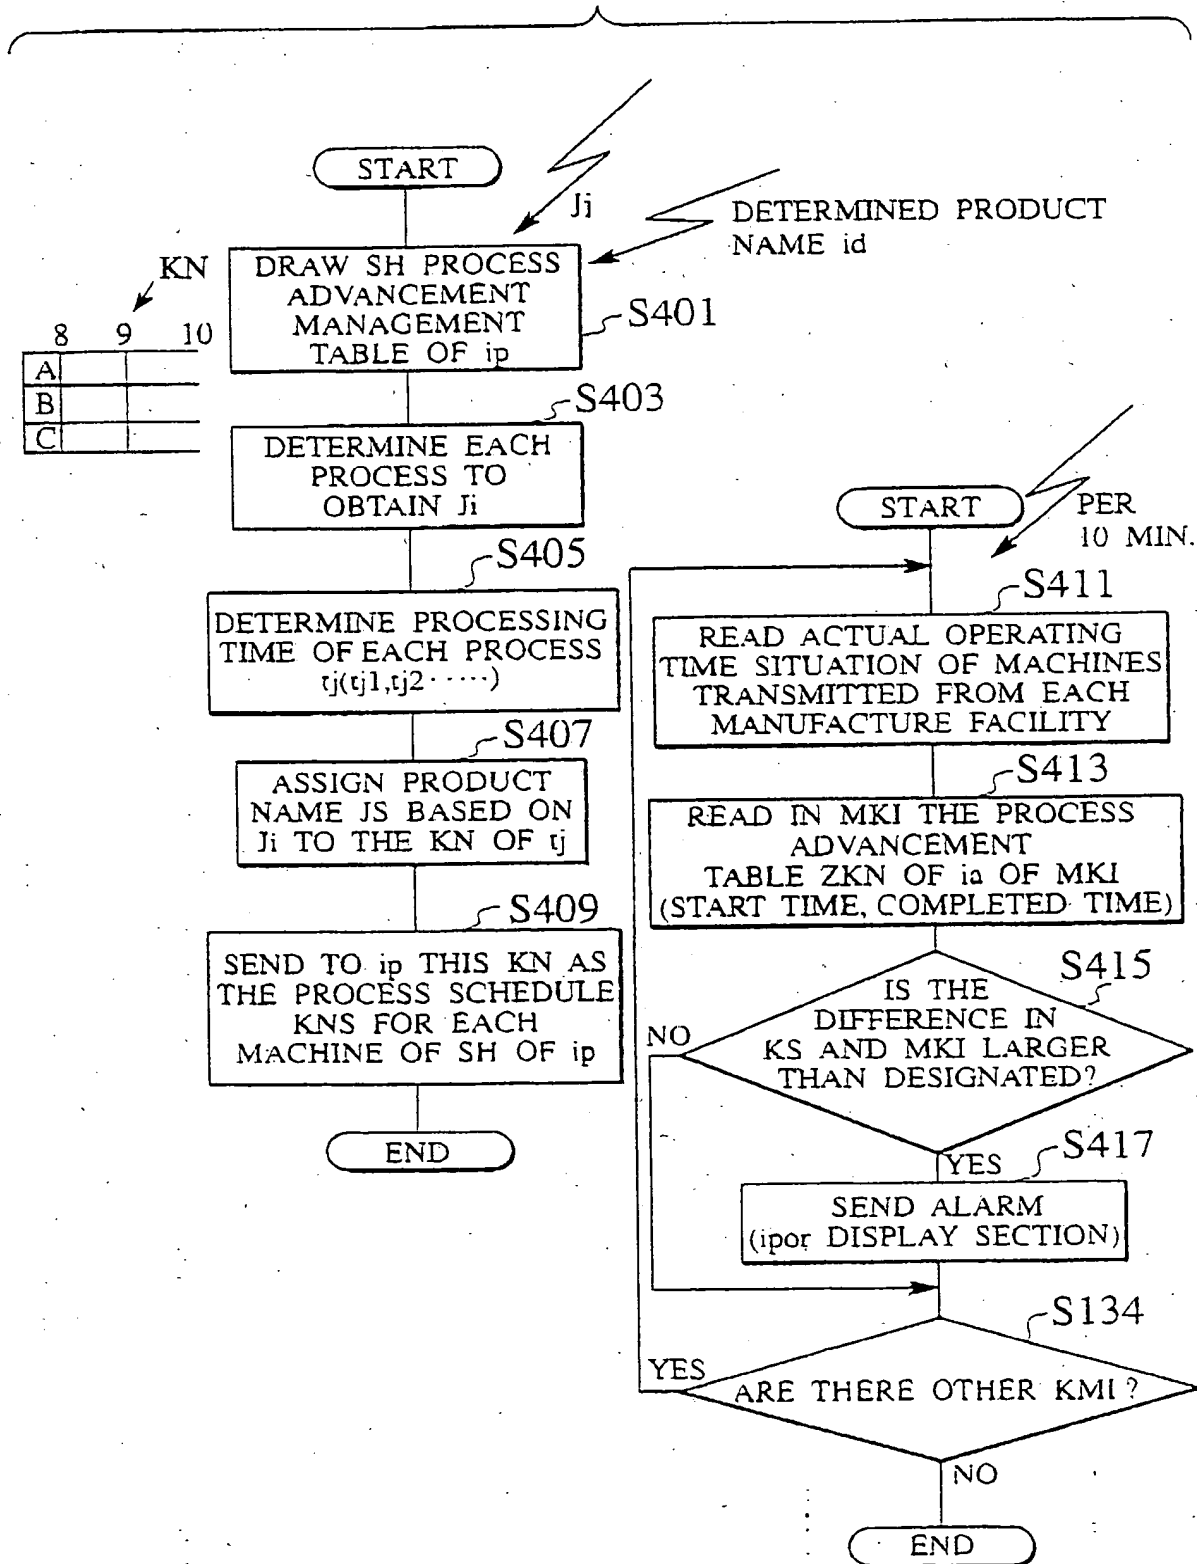 START
Ji
DETERMINED PRODUCT
NAME id
KN
8 9 10
A
B
C
DRAW SH PROCESS
ADVANCEMENT
MANAGEMENT
TABLE OF ip
S401
S403
DETERMINE EACH
PROCESS TO
OBTAIN Ji
S405
DETERMINE PROCESSING
TIME OF EACH PROCESS
tj(tj1,tj2·····)
S407
ASSIGN PRODUCT
NAME JS BASED ON
Ji TO THE KN OF tj
S409
SEND TO ip THIS KN AS
THE PROCESS SCHEDULE
KNS FOR EACH
MACHINE OF SH OF ip
END
START
PER
10 MIN.
S411
READ ACTUAL OPERATING
TIME SITUATION OF MACHINES
TRANSMITTED FROM EACH
MANUFACTURE FACILITY
S413
READ IN MKI THE PROCESS
ADVANCEMENT
TABLE ZKN OF ia OF MKI
(START TIME, COMPLETED TIME)
S415
IS THE
DIFFERENCE IN
KS AND MKI LARGER
THAN DESIGNATED?
NO
YES
S417
SEND ALARM
(ipor DISPLAY SECTION)
S134
YES
ARE THERE OTHER KMI ?
NO
END